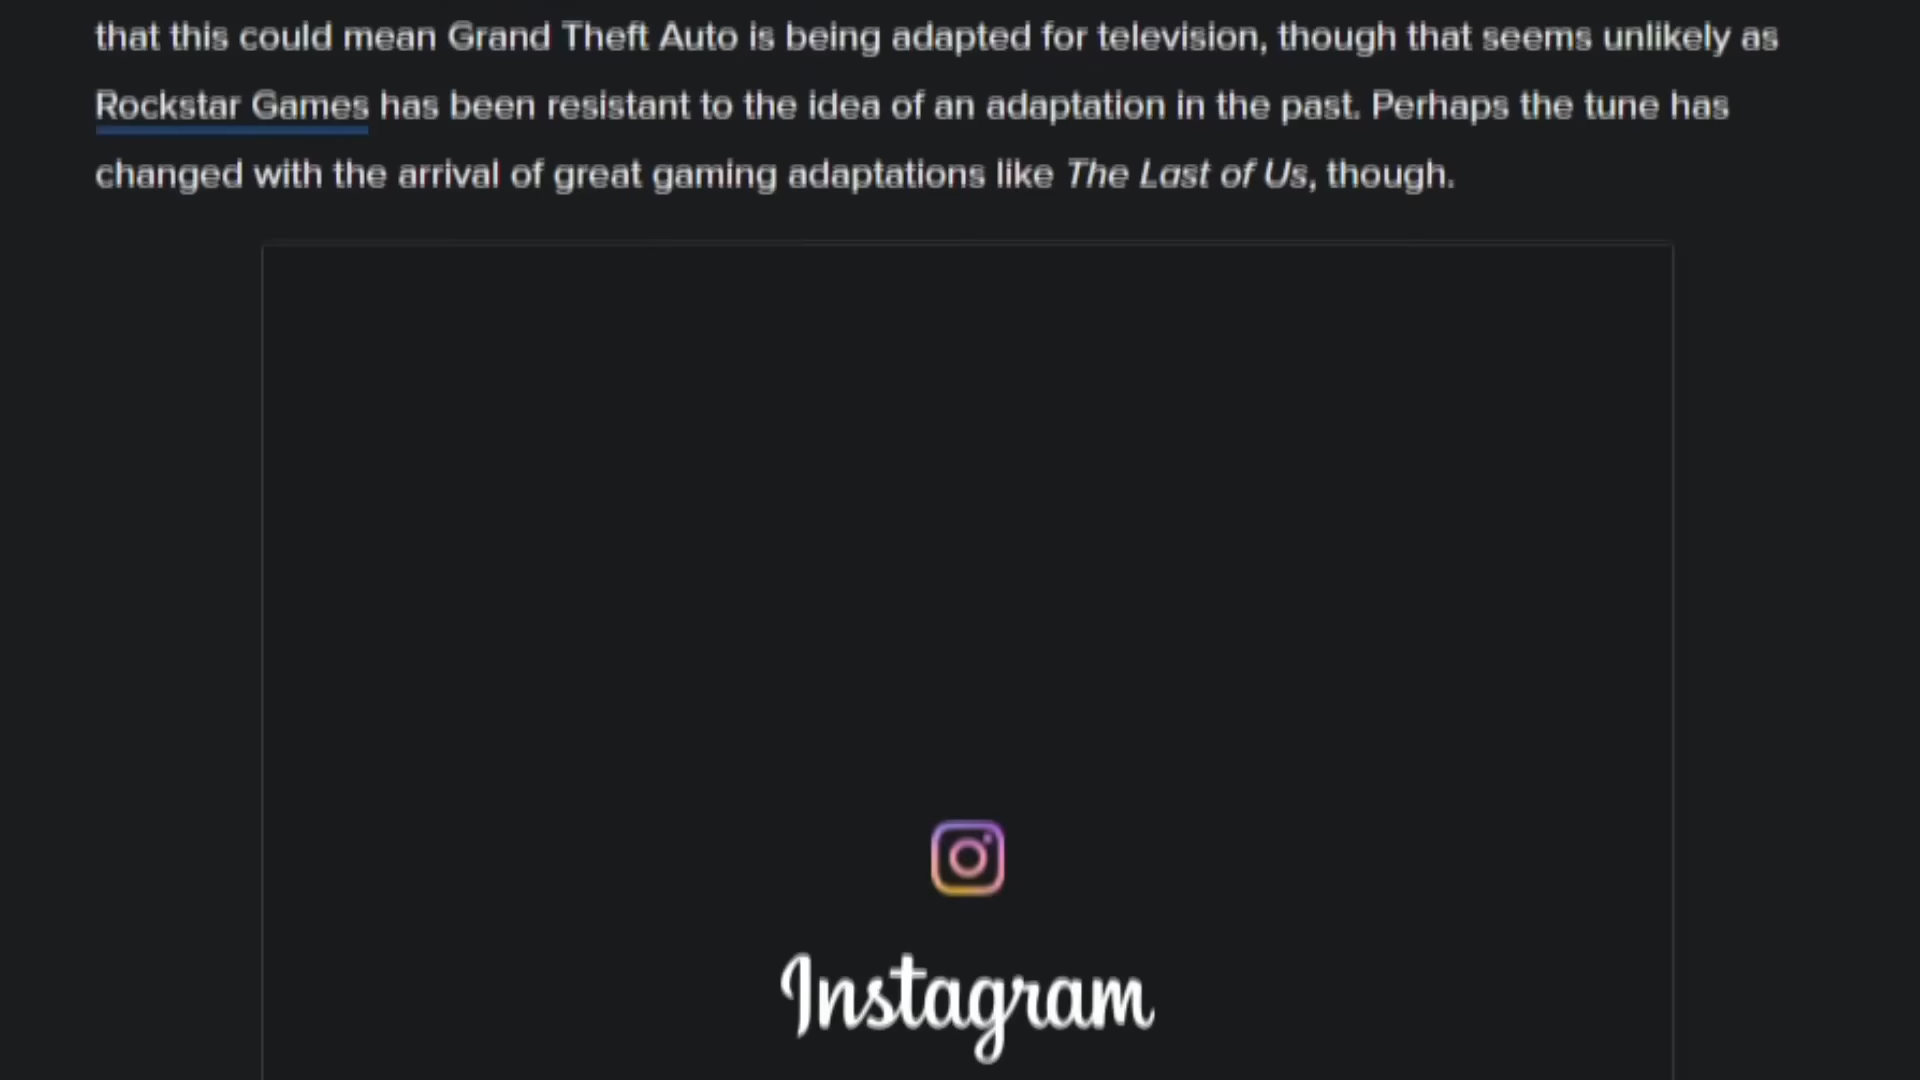 that this could mean Grand Theft Auto is being adapted for television, though that seems unlikely as
Rockstar Games has been resistant to the idea of an adaptation in the past. Perhaps the tune has
changed with the arrival of great gaming adaptations like The Last of Us, though.
Instagram